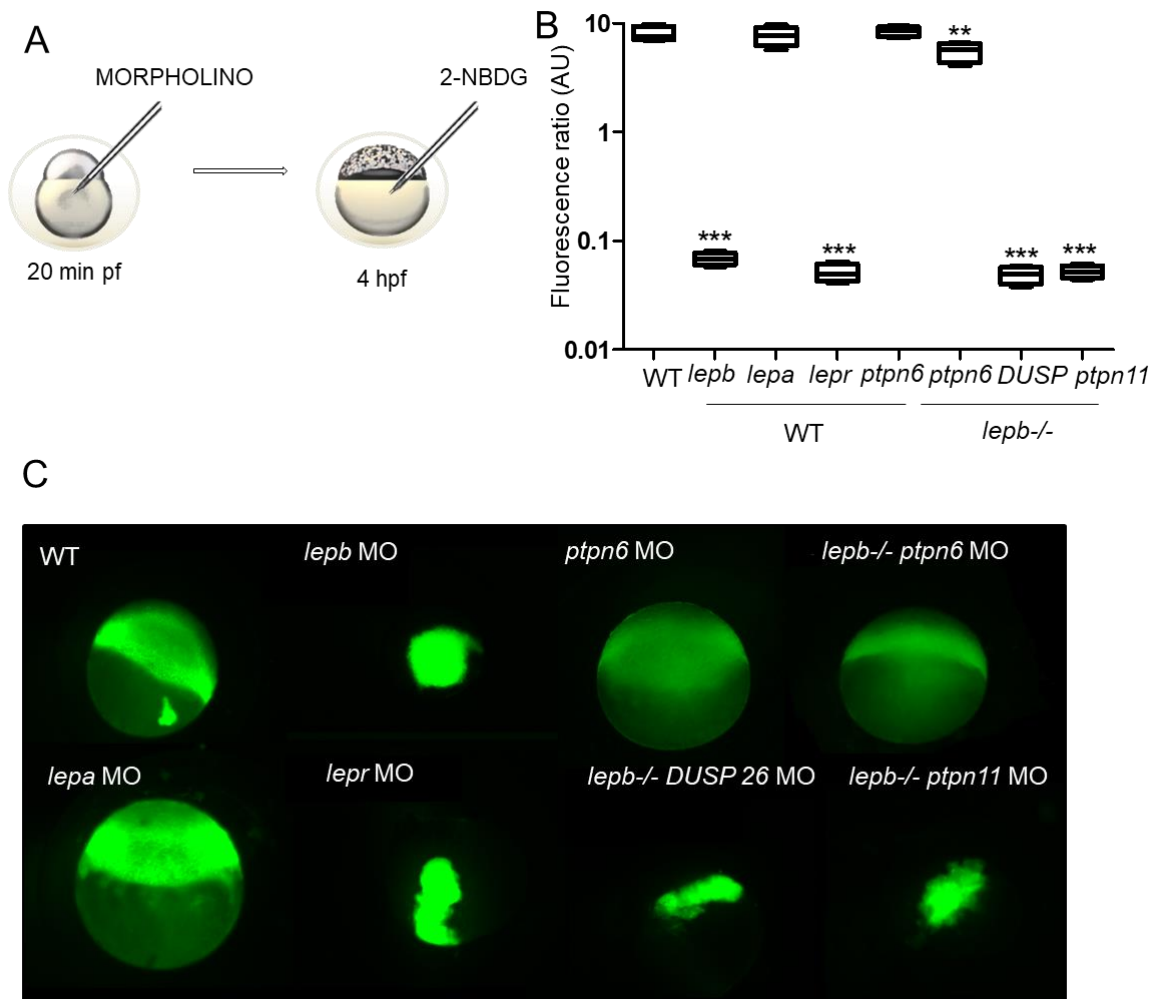 A
MORPHOLINO
2-NBDG
20 min pf
4 hpf
B
Fluorescence ratio (AU)
10
1
0.1
0.01
***
***
**
***
***
WT lepb lepa lepr ptpn6 ptpn6 DUSP ptpn11
WT
lepb-/-
C
WT
lepb MO
ptpn6 MO
lepb-/- ptpn6 MO
lepa MO
lepr MO
lepb-/- DUSP 26 MO
lepb-/- ptpn11 MO